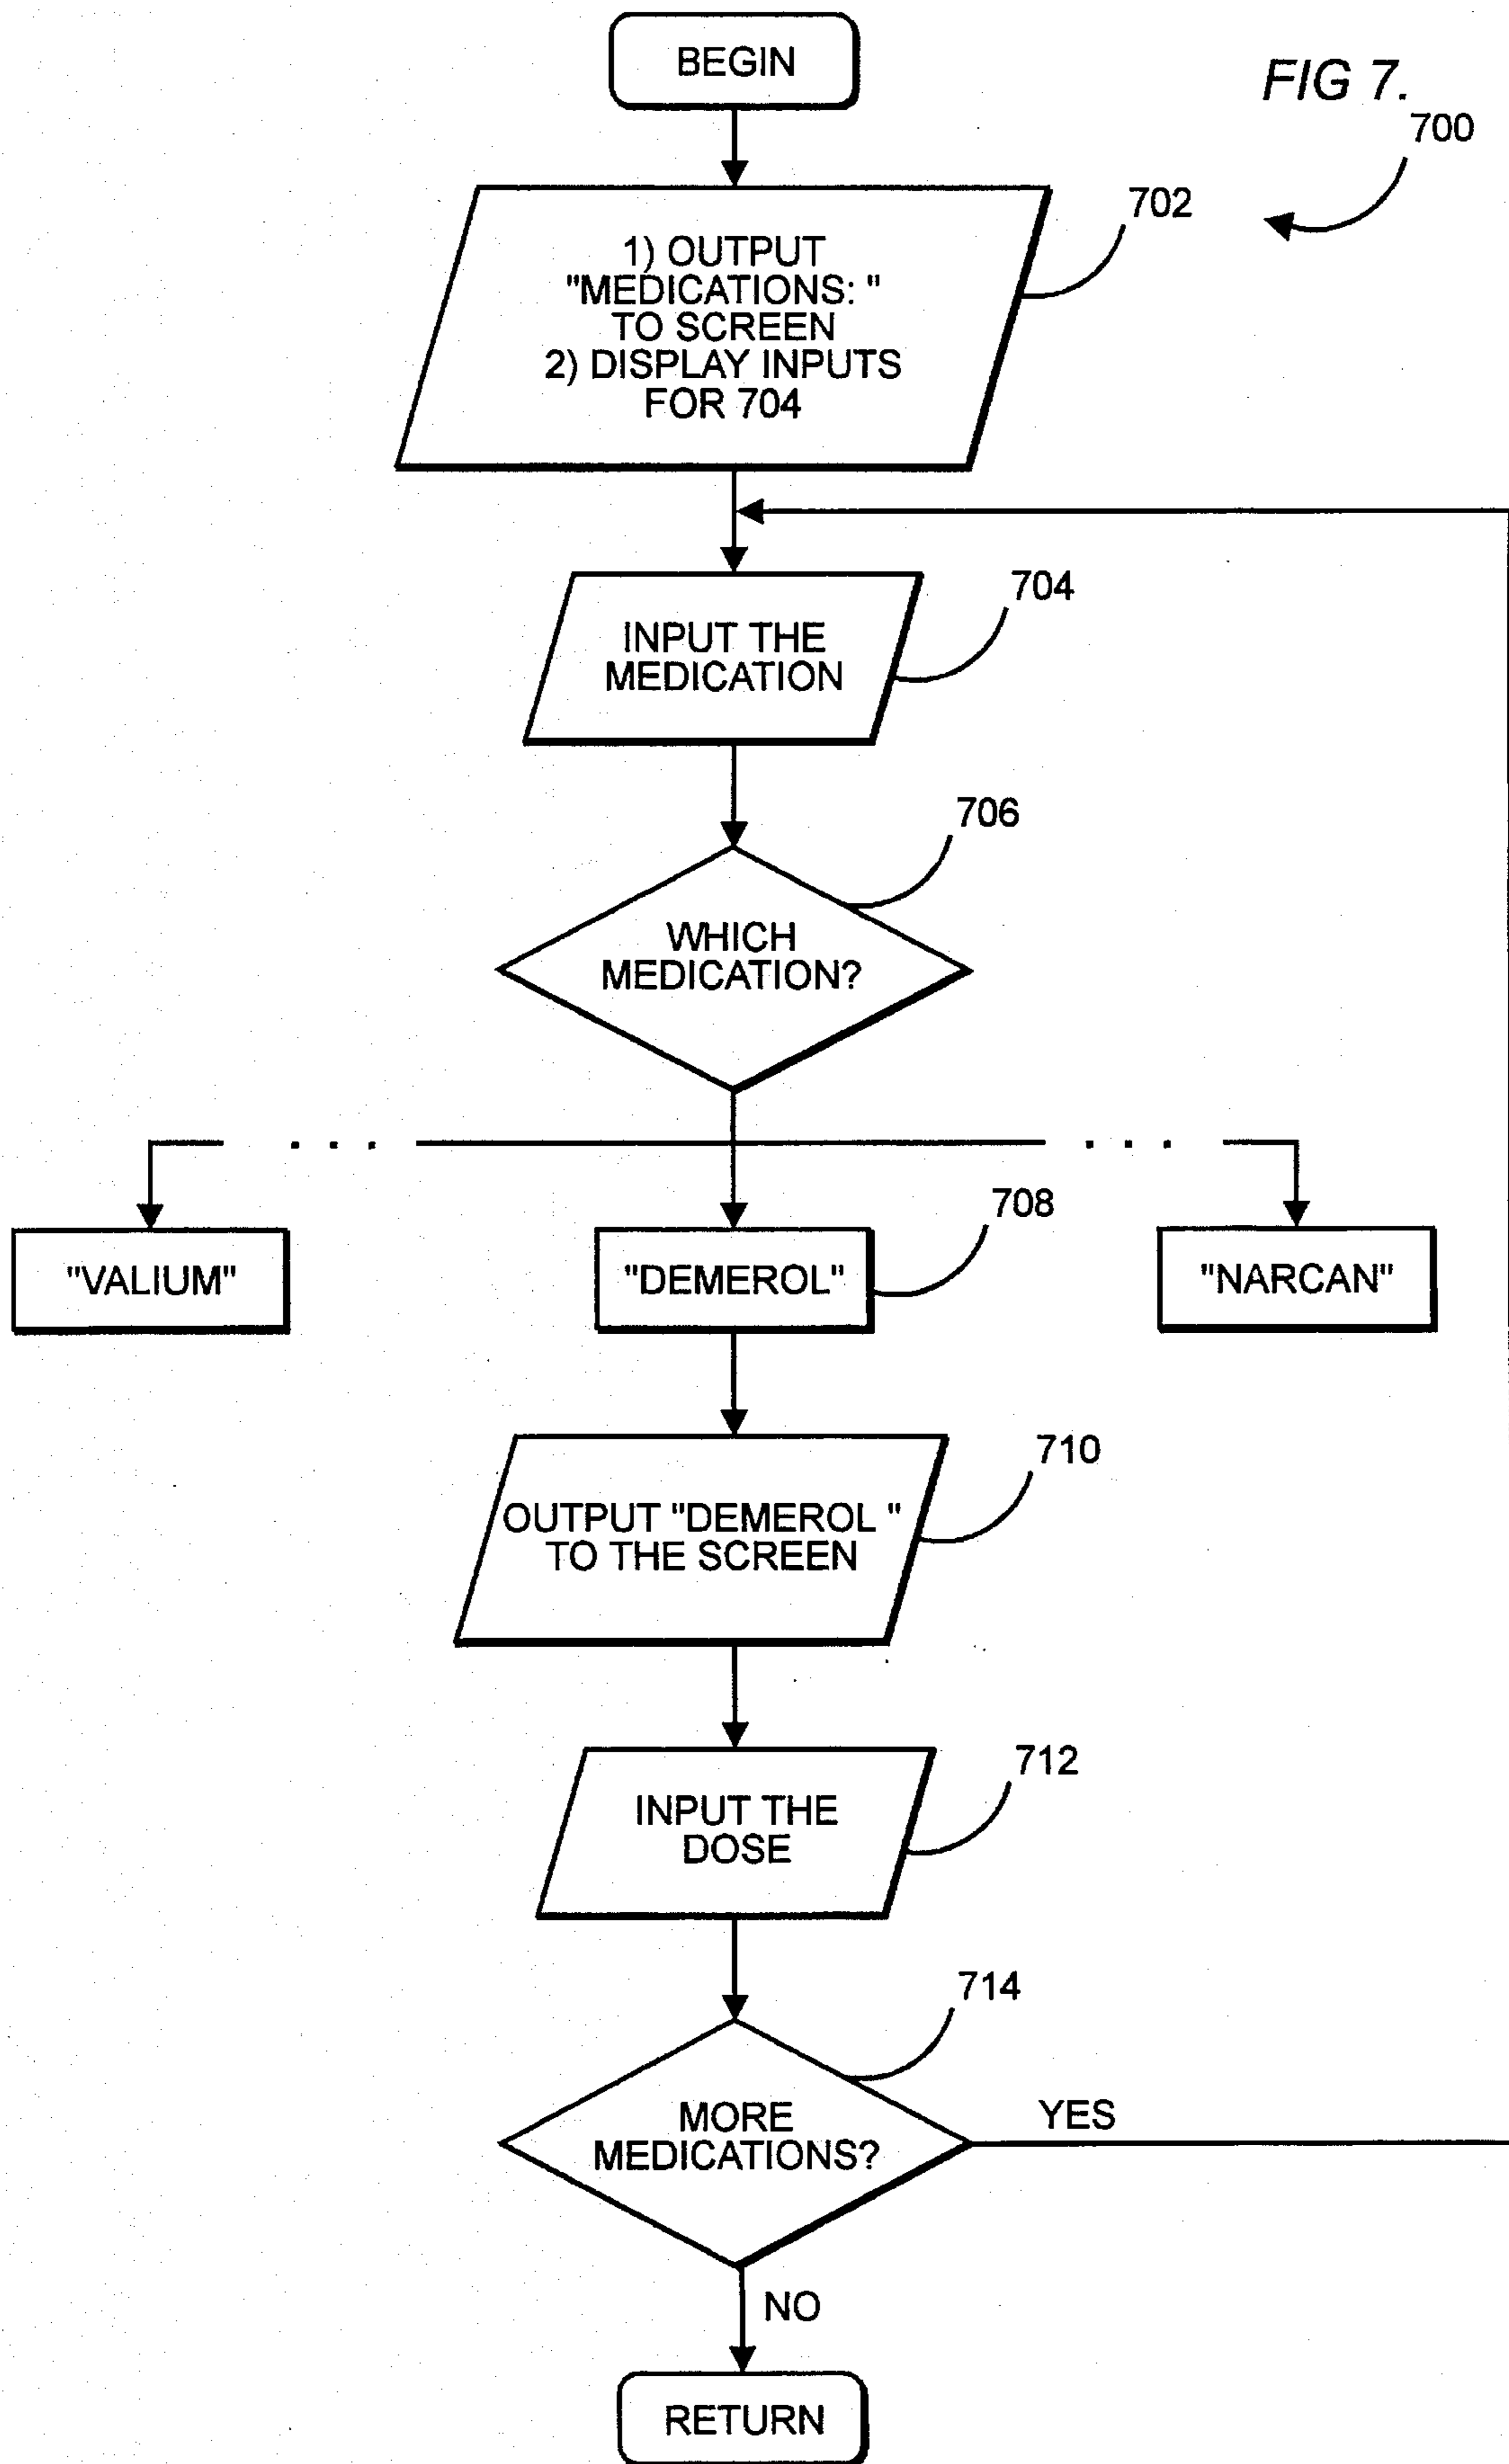 BEGIN
FIG 7.
700
702
1) OUTPUT
"MEDICATIONS: "
TO SCREEN
2) DISPLAY INPUTS
FOR 704
704
INPUT THE
MEDICATION
706
WHICH
MEDICATION?
708
"VALIUM"
"DEMEROL"
"NARCAN"
710
OUTPUT "DEMEROL "
TO THE SCREEN
712
INPUT THE
DOSE
714
MORE
MEDICATIONS?
YES
NO
RETURN